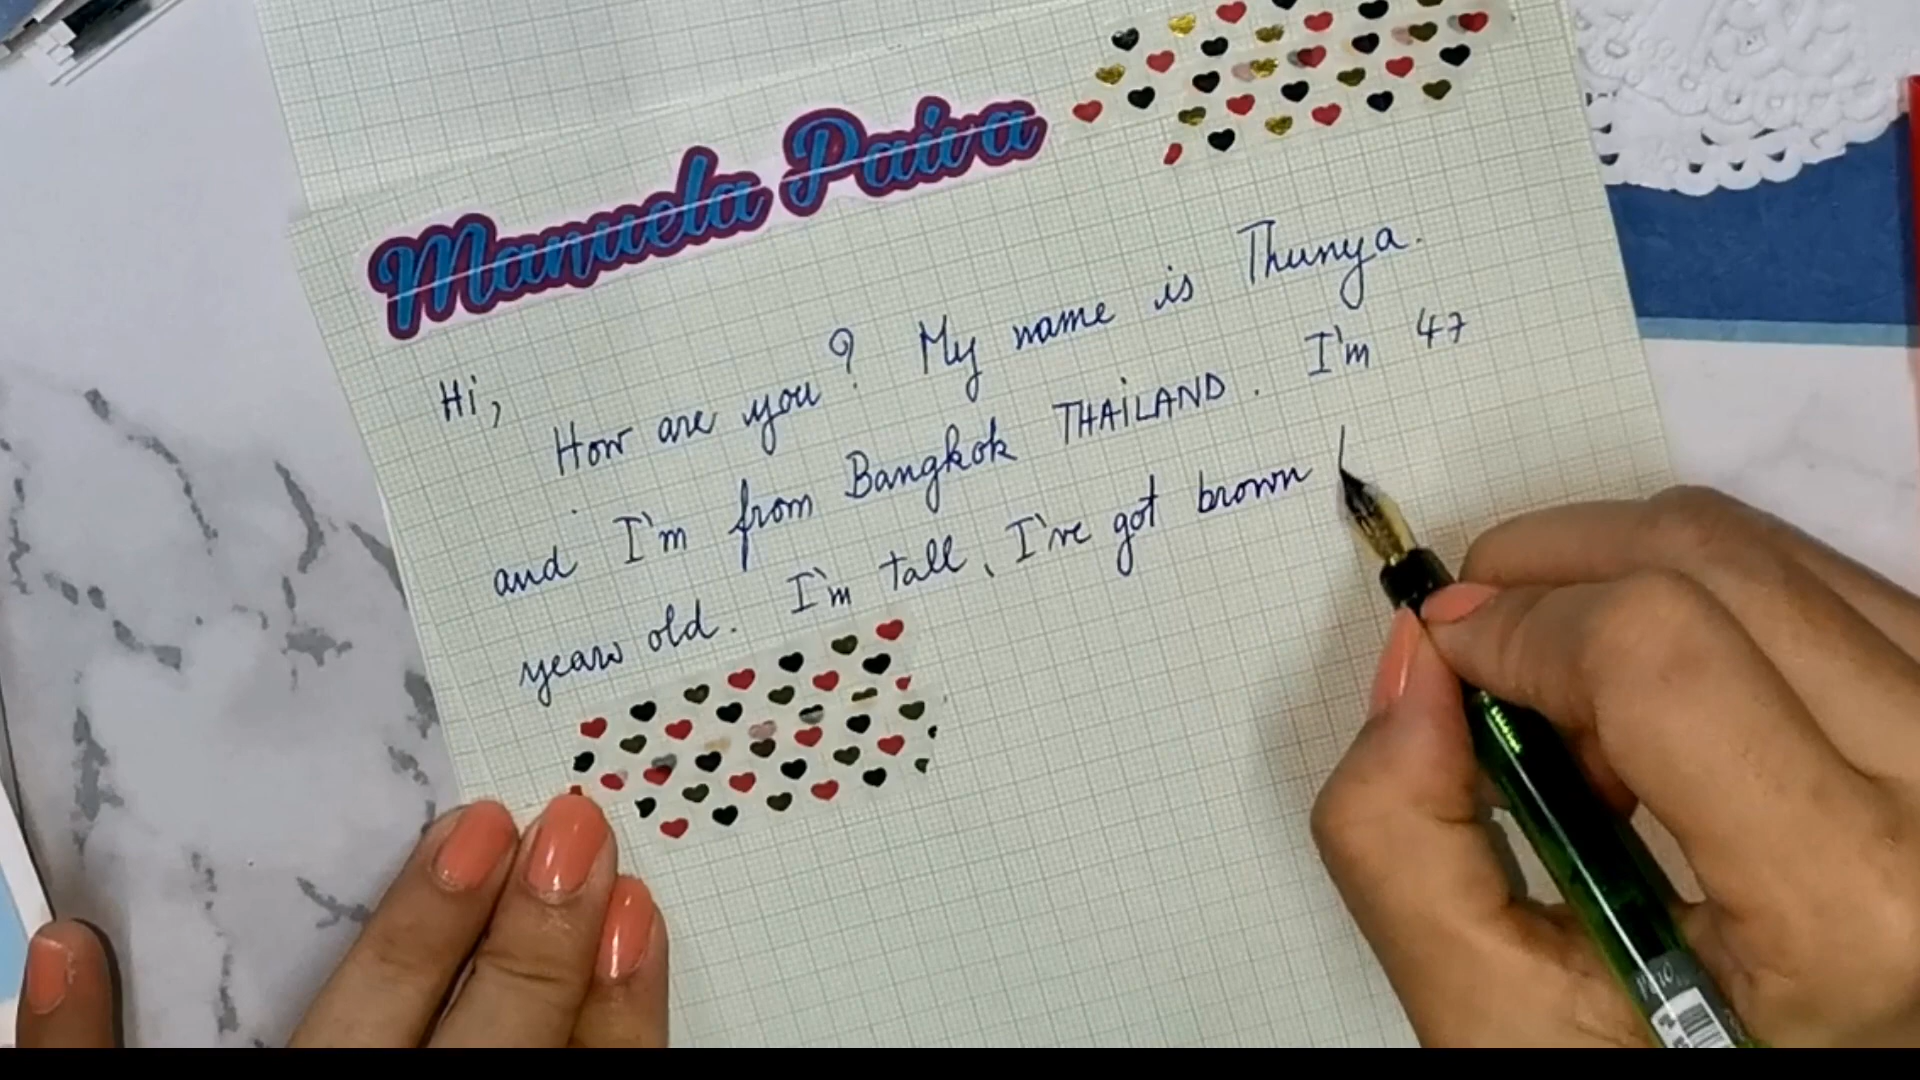 Manuela Paiva
Hi,
How are you? My name is Thunya.
and I'm from Bangkok THAiLAND. I'm 47
years old. I'm tall, I've got brown